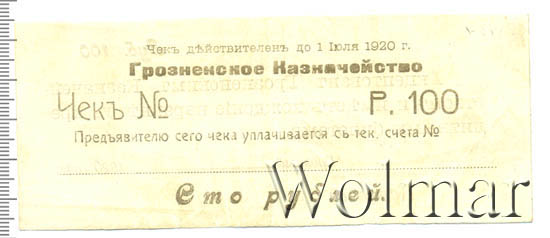 Чекъ дѣйствителенъ до 1 Іюля 1920 г.
Грозненское Казначейство
Чекъ № Р. 100
Предъявителю сего чека уплачивается съ тек. счета №
Сто рублей.
Wolmar